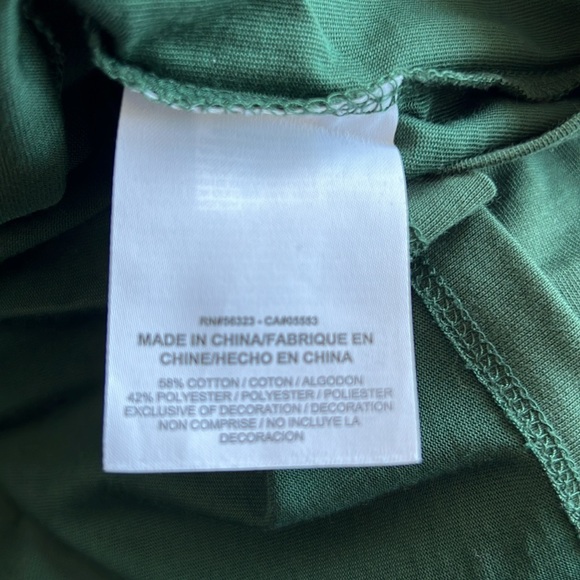 RN#56323 - CA#05553
MADE IN CHINA/FABRIQUE EN
CHINE/HECHO EN CHINA
58% COTTON / COTON / ALGODON
42% POLYESTER / POLYESTER / POLIESTER
EXCLUSIVE OF DECORATION / DECORATION
NON COMPRISE / NO INCLUYE LA
DECORACION